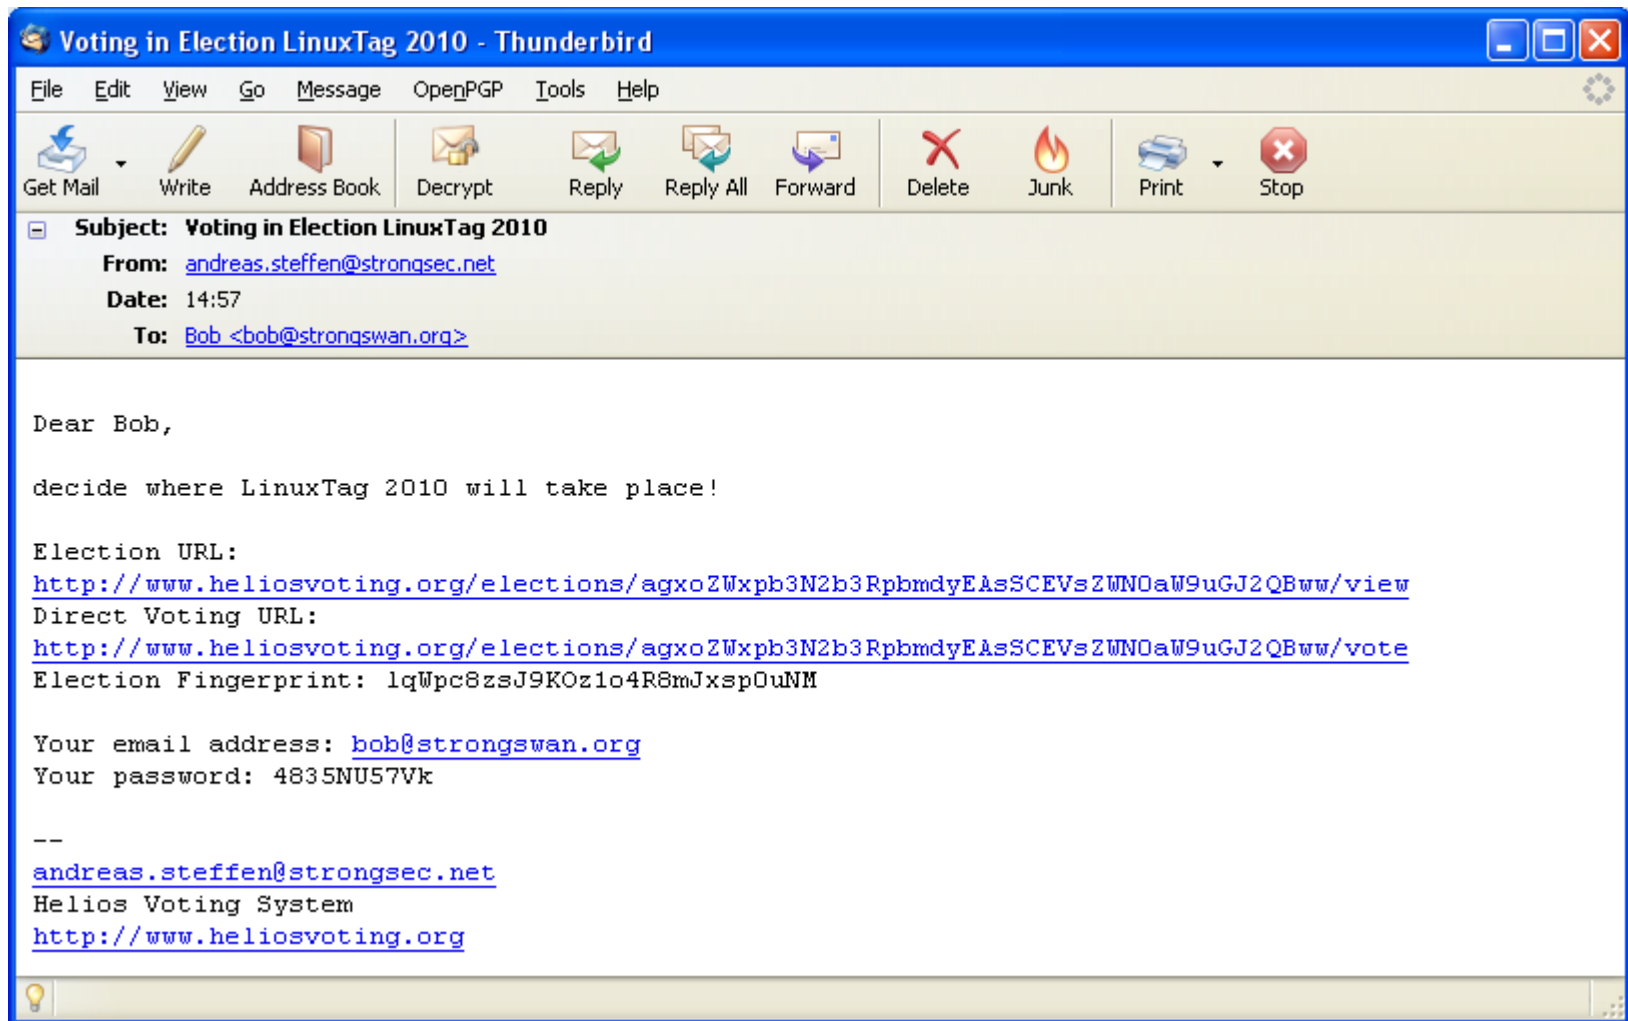 Voting in Election LinuxTag 2010 - Thunderbird
File Edit View Go Message OpenPGP Tools Help
Get Mail Write Address Book Decrypt Reply Reply All Forward Delete Junk Print Stop
Subject: Voting in Election LinuxTag 2010
From: andreas.steffen@strongsec.net
Date: 14:57
To: Bob <bob@strongswan.org>
Dear Bob,
decide where LinuxTag 2010 will take place!
Election URL:
http://www.heliosvoting.org/elections/agxoZWxpb3N2b3RpbmdyEAsSCEVsZWN0aW9uGJ2QBww/view
Direct Voting URL:
http://www.heliosvoting.org/elections/agxoZWxpb3N2b3RpbmdyEAsSCEVsZWN0aW9uGJ2QBww/vote
Election Fingerprint: lqWpc8zsJ9KOz1o4R8mJxspOuNM
Your email address: bob@strongswan.org
Your password: 4835NU57Vk
--
andreas.steffen@strongsec.net
Helios Voting System
http://www.heliosvoting.org